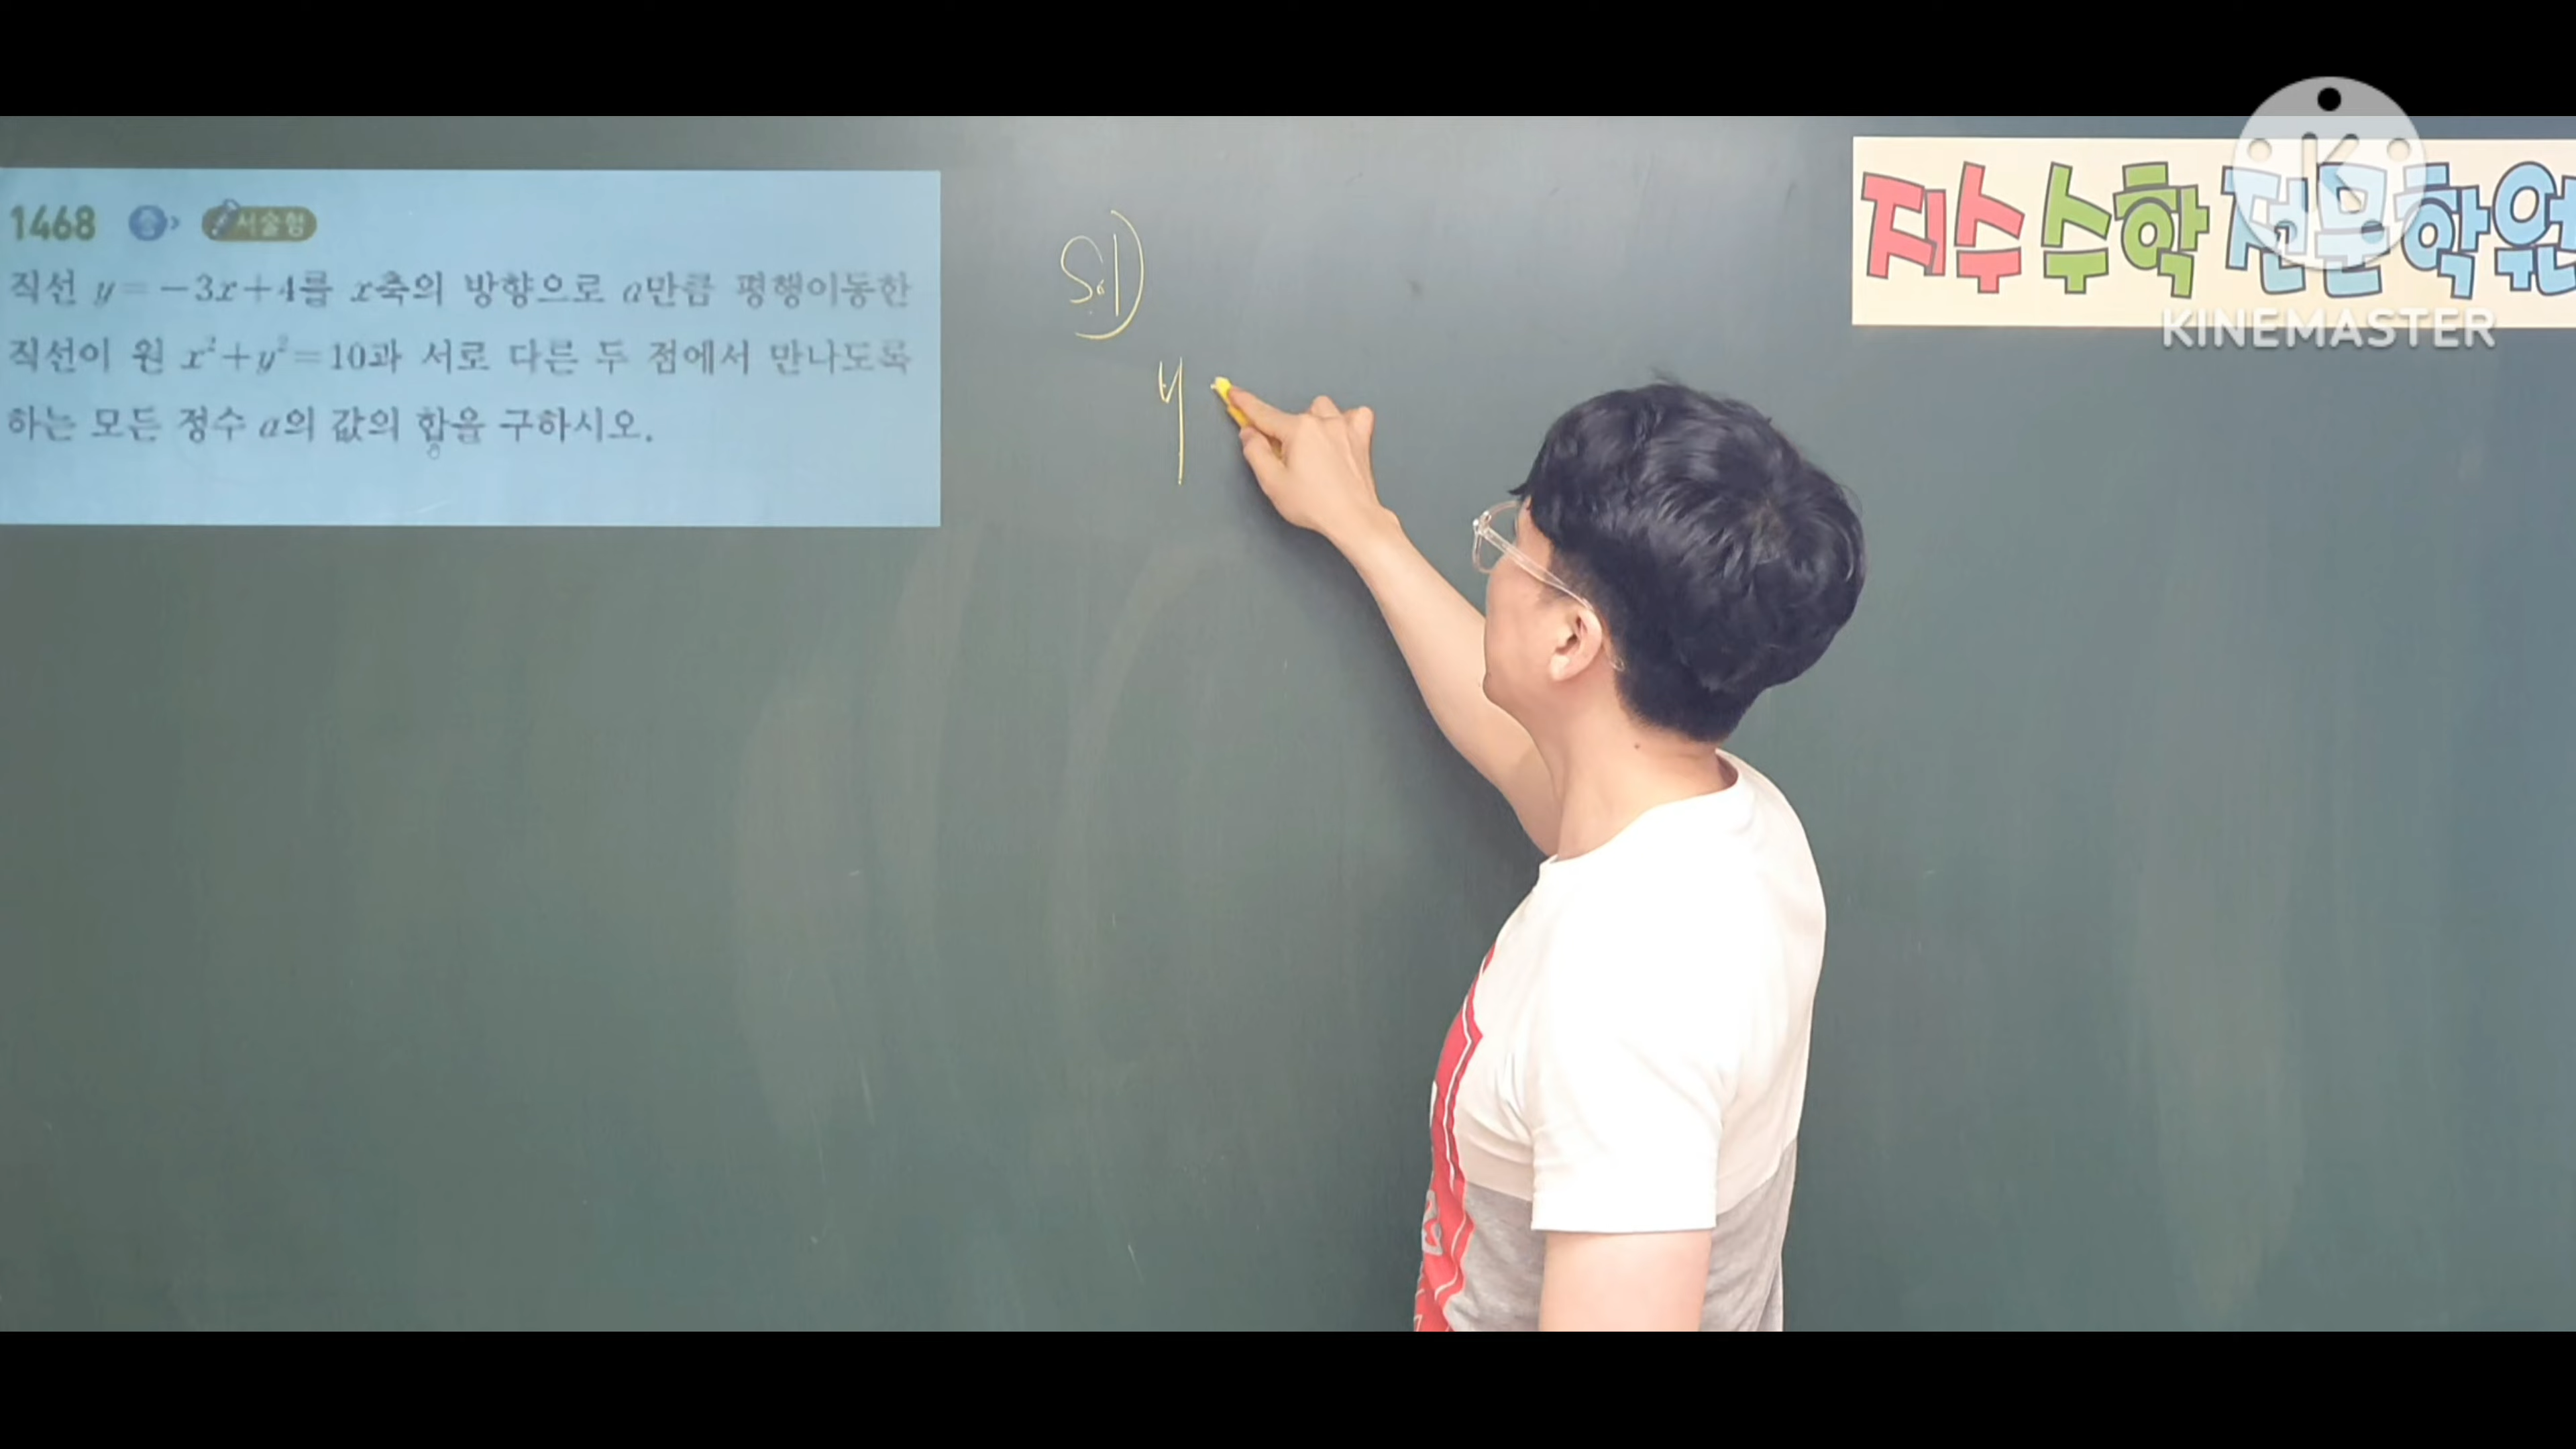 1468 중 서술형
직선 y=-3x+4를 x축의 방향으로 a만큼 평행이동한
직선이 원 x²+y²=10과 서로 다른 두 점에서 만나도록
하는 모든 정수 a의 값의 합을 구하시오.
Sol)
y
지수수학전문학원
K
KINEMASTER